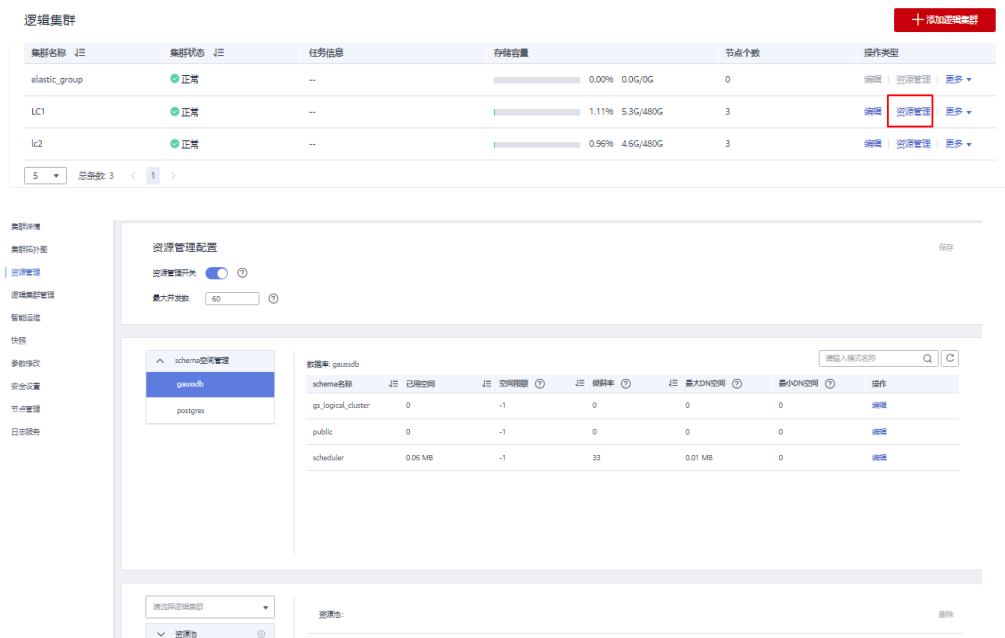 逻辑集群
添加逻辑集群
集群名称 集群状态 任务信息 存储容量 节点个数 操作类型
elastic_group 正常 -- 0.00% 0.0G/0G 0 编辑 资源管理 更多
LC1 正常 -- 1.11% 5.3G/480G 3 编辑 资源管理 更多
lc2 正常 -- 0.96% 4.6G/480G 3 编辑 资源管理 更多
5 总条数: 3 < 1 >
集群详情
集群拓扑图
资源管理
逻辑集群管理
智能运维
快照
参数修改
安全设置
节点管理
日志服务
资源管理配置 保存
资源管理开关
最大并发数 60
schema空间管理
gaussdb
postgres
数据库: gaussdb 请输入模式名称
schema名称 已用空间 空间限额 倾斜率 最大DN空间 最小DN空间 操作
gs_logical_cluster 0 -1 0 0 0 编辑
public 0 -1 0 0 0 编辑
scheduler 0.06 MB -1 33 0.01 MB 0 编辑
请选择逻辑集群
资源池
资源池: 删除